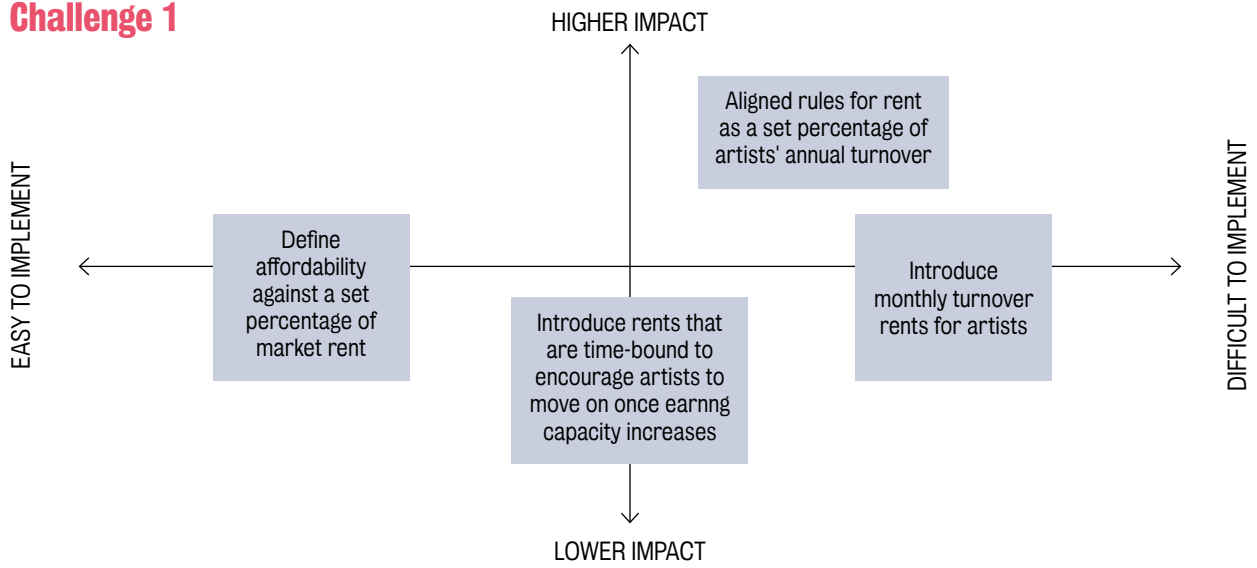 Challenge 1
HIGHER IMPACT
Aligned rules for rent
as a set percentage of
artists' annual turnover
EASY TO IMPLEMENT
Define
affordability
against a set
percentage of
market rent
Introduce rents that
are time-bound to
encourage artists to
move on once earnng
capacity increases
Introduce
monthly turnover
rents for artists
DIFFICULT TO IMPLEMENT
LOWER IMPACT